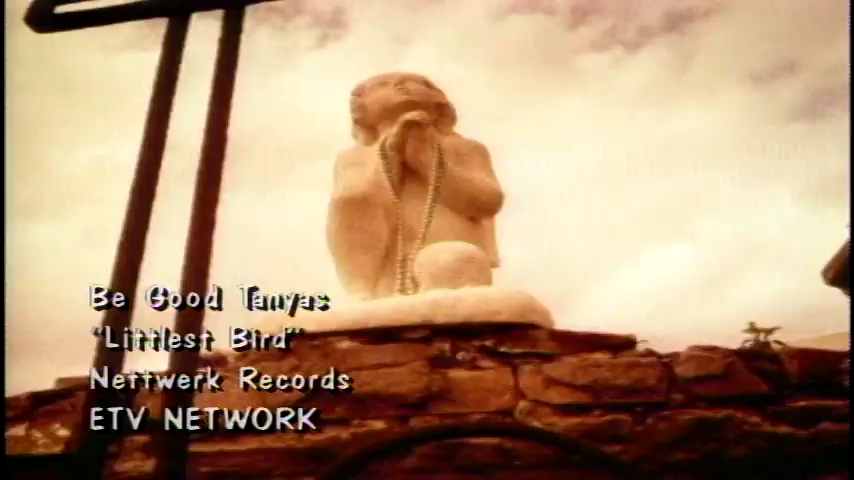 Be Good Tanyas
"Littlest Bird"
Nettwerk Records
ETV NETWORK